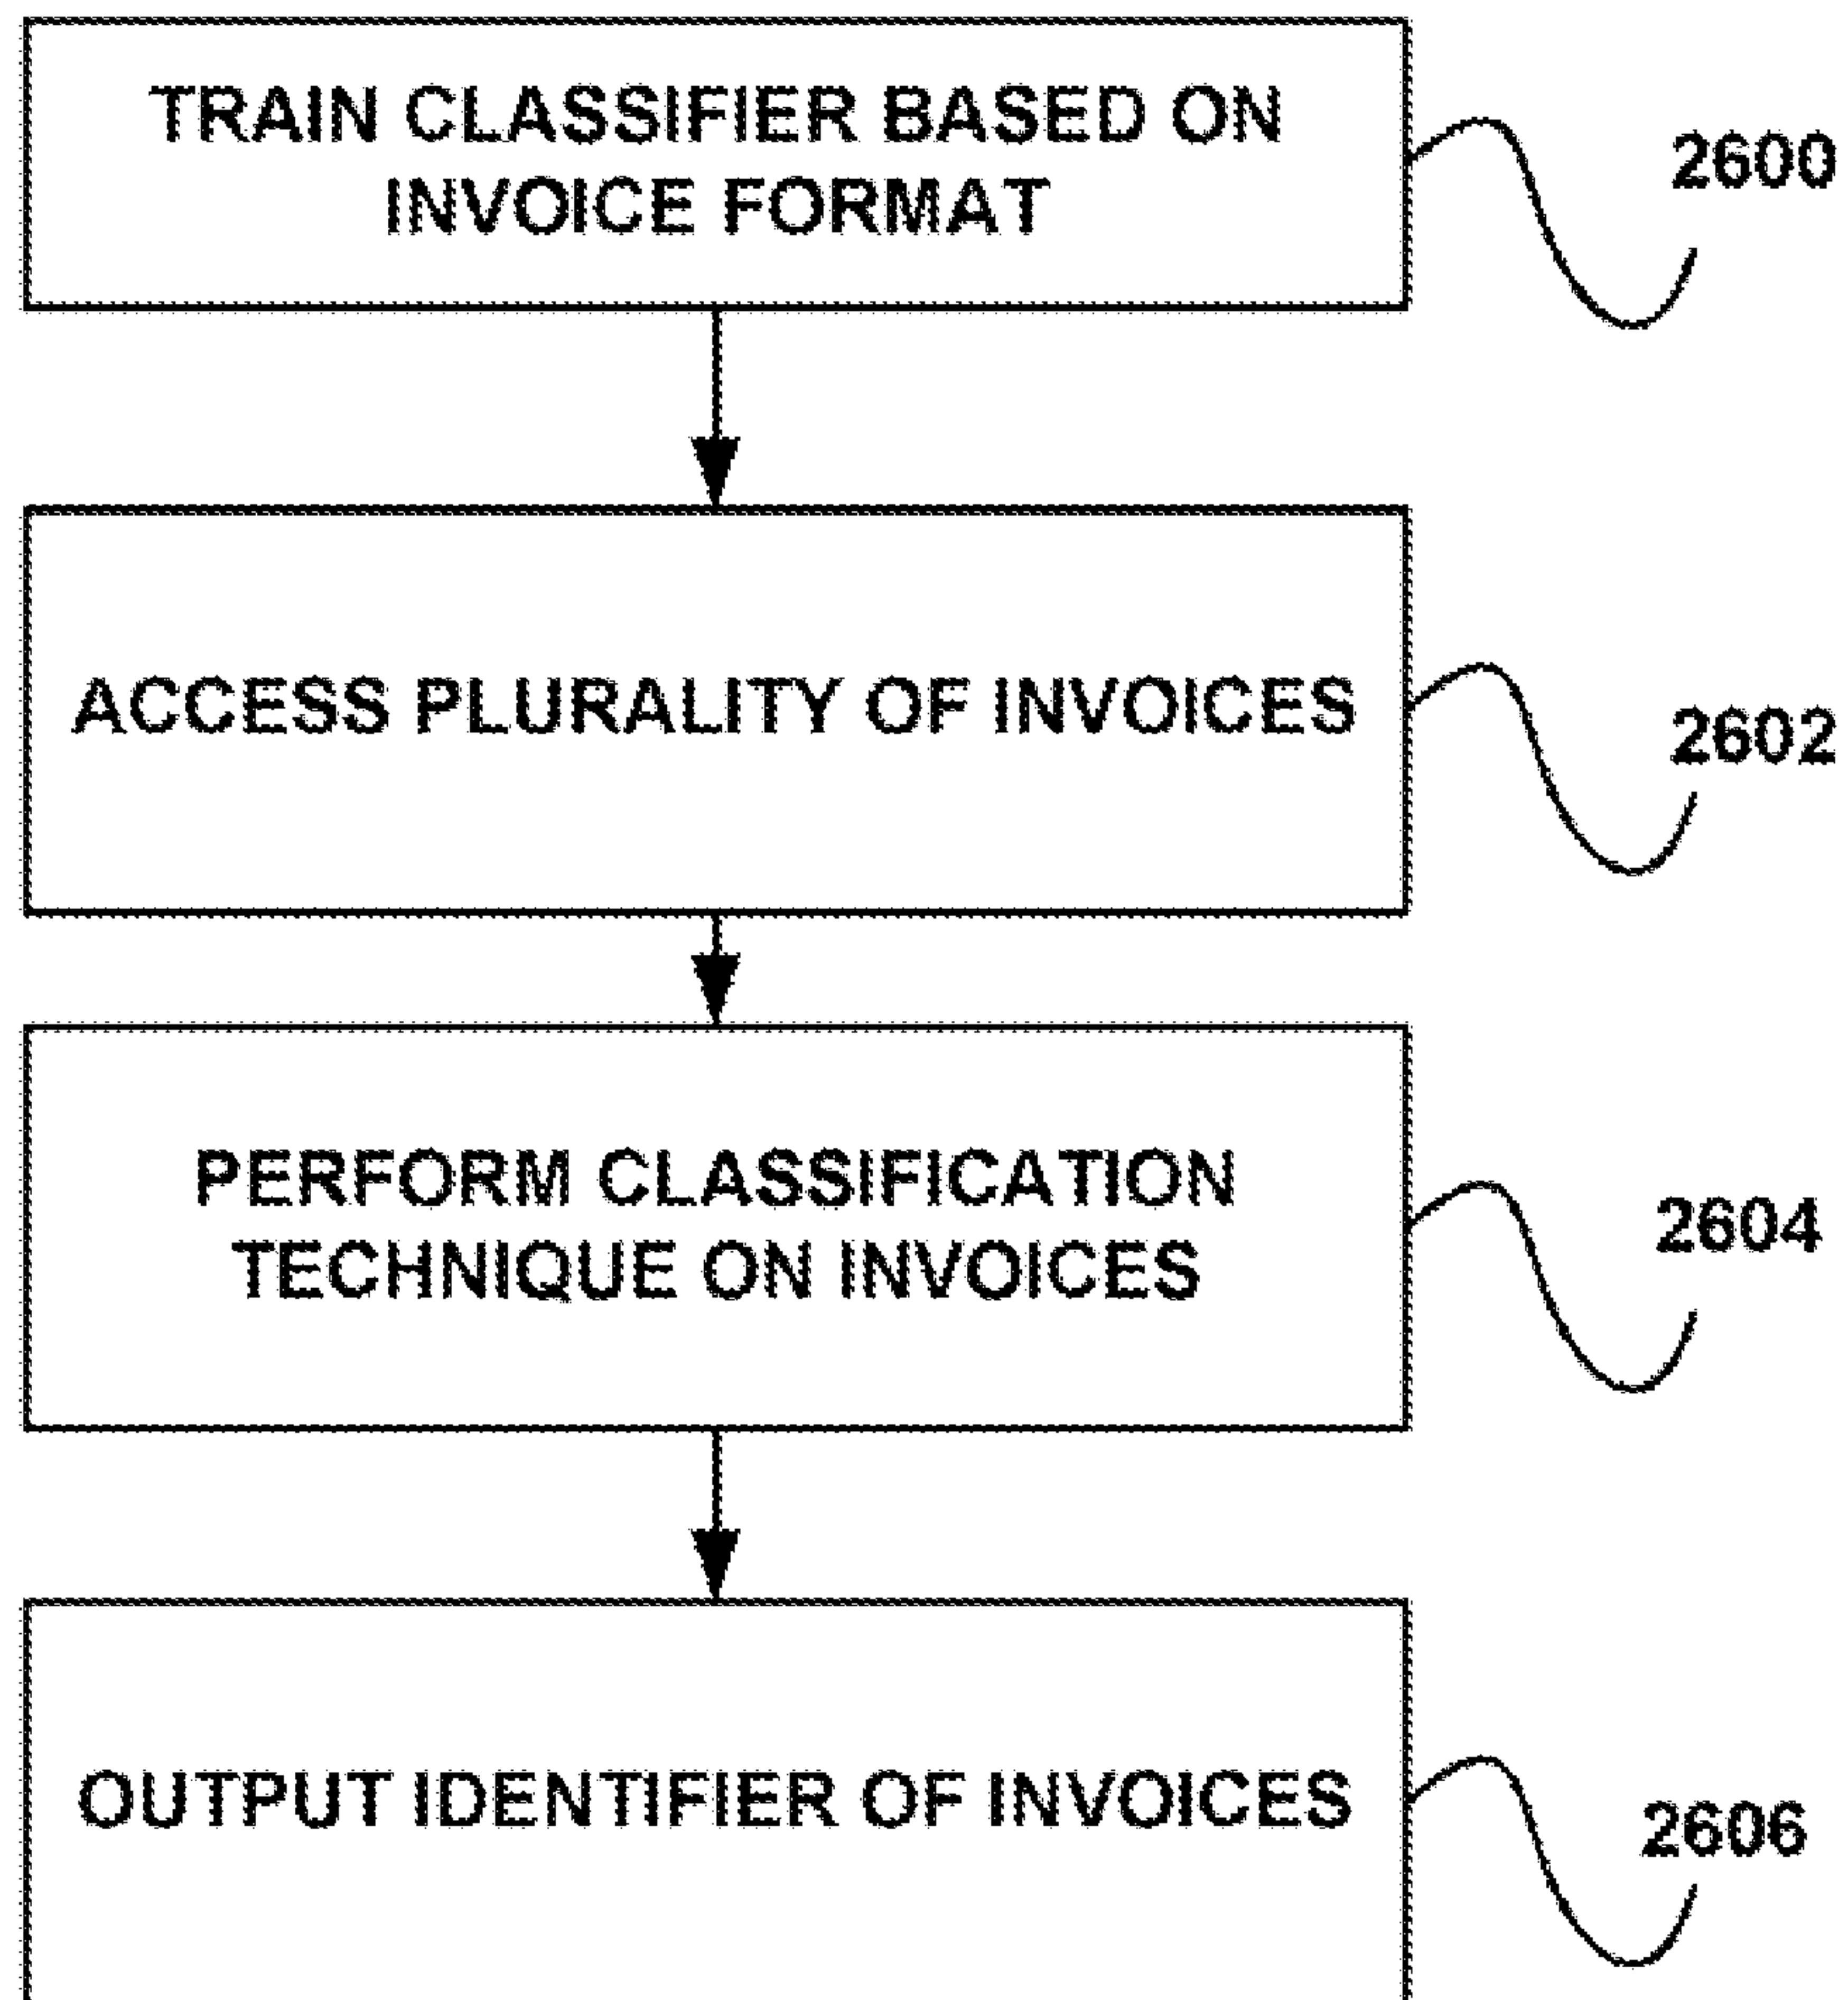 TRAIN CLASSIFIER BASED ON
INVOICE FORMAT
2600
ACCESS PLURALITY OF INVOICES
2602
PERFORM CLASSIFICATION
TECHNIQUE ON INVOICES
2604
OUTPUT IDENTIFIER OF INVOICES
2606